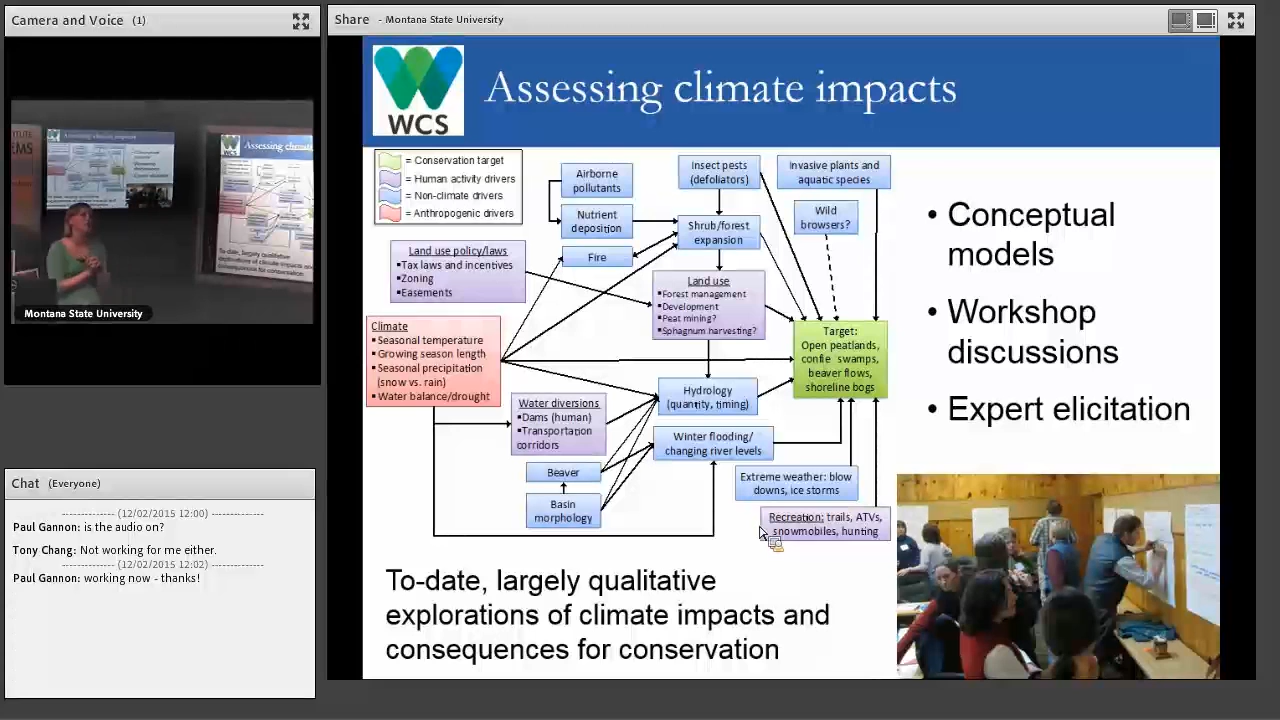 Camera and Voice (1)
Montana State University
Chat (Everyone)
-------------- (12/02/2015 12:00) --------------
Paul Gannon: is the audio on?
Tony Chang: Not working for me either.
-------------- (12/02/2015 12:02) --------------
Paul Gannon: working now - thanks!
Share - Montana State University
WCS
Assessing climate impacts
= Conservation target
= Human activity drivers
= Non-climate drivers
= Anthropogenic drivers
Airborne
pollutants
Nutrient
deposition
Fire
Insect pests
(defoliators)
Shrub/forest
expansion
Invasive plants and
aquatic species
Wild
browsers?
Land use policy/laws
▪Tax laws and incentives
▪Zoning
▪Easements
Land use
▪Forest management
▪Development
▪Peat mining?
▪Sphagnum harvesting?
Climate
▪ Seasonal temperature
▪ Growing season length
▪ Seasonal precipitation
(snow vs. rain)
▪ Water balance/drought
Target:
Open peatlands,
confie swamps,
beaver flows,
shoreline bogs
Hydrology
(quantity, timing)
Water diversions
▪Dams (human)
▪Transportation
corridors
Winter flooding/
changing river levels
Beaver
Basin
morphology
Extreme weather: blow
downs, ice storms
Recreation: trails, ATVs,
snowmobiles, hunting
• Conceptual
models
• Workshop
discussions
• Expert elicitation
To-date, largely qualitative
explorations of climate impacts and
consequences for conservation